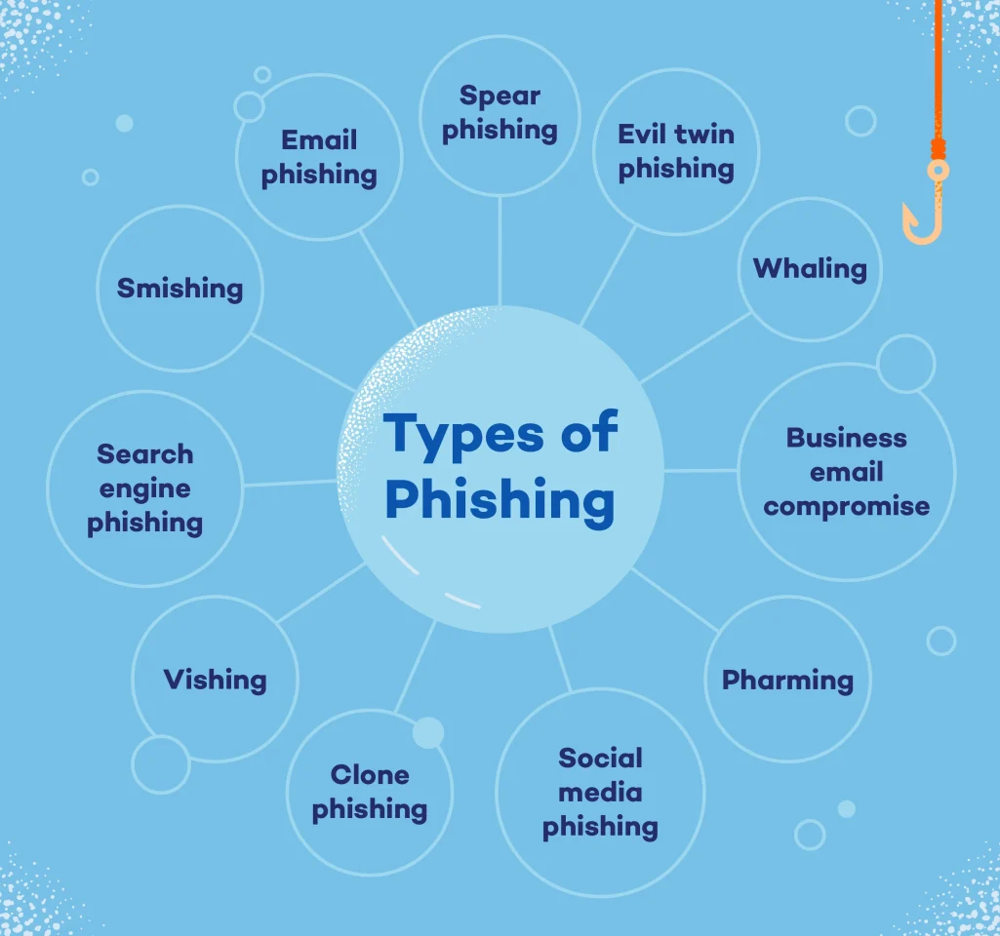 Types of
Phishing
Spear
phishing
Evil twin
phishing
Whaling
Business
email
compromise
Pharming
Social
media
phishing
Clone
phishing
Vishing
Search
engine
phishing
Smishing
Email
phishing